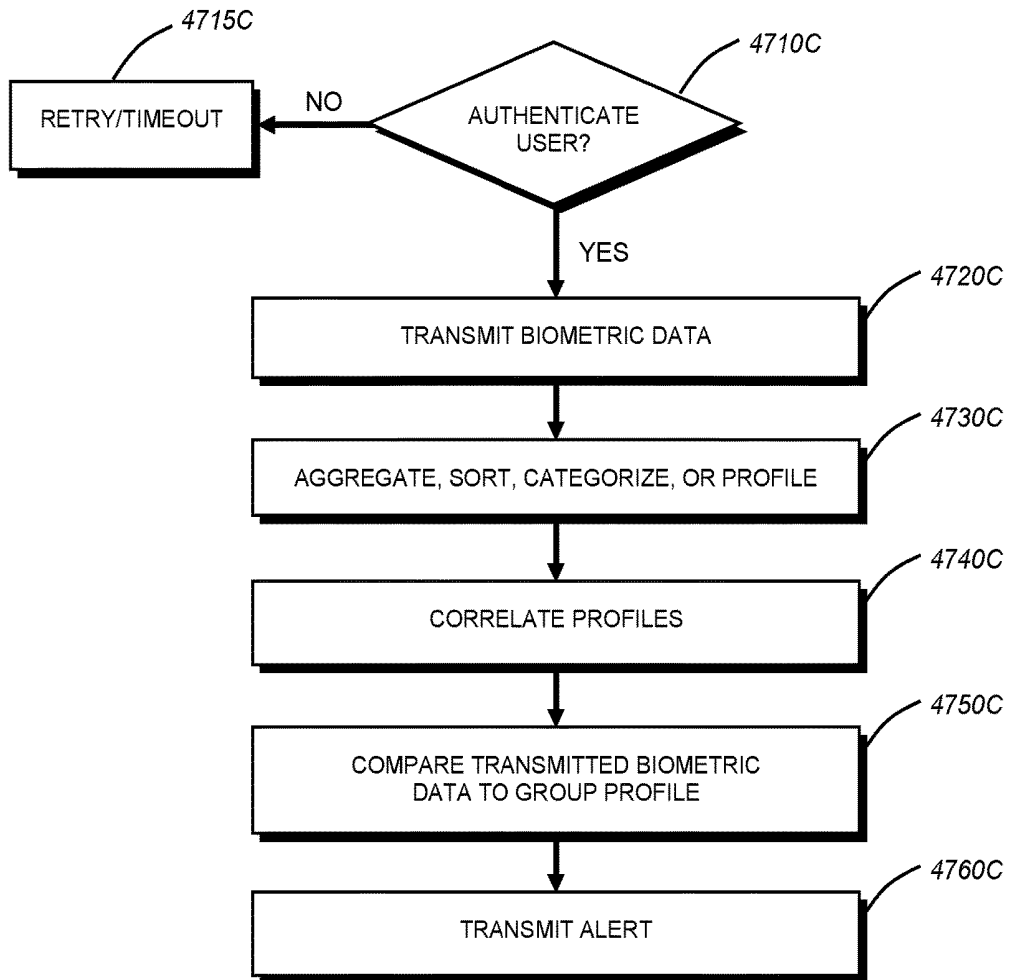 4715C
4710C
RETRY/TIMEOUT
NO
AUTHENTICATE
USER?
YES
4720C
TRANSMIT BIOMETRIC DATA
4730C
AGGREGATE, SORT, CATEGORIZE, OR PROFILE
4740C
CORRELATE PROFILES
4750C
COMPARE TRANSMITTED BIOMETRIC
DATA TO GROUP PROFILE
4760C
TRANSMIT ALERT